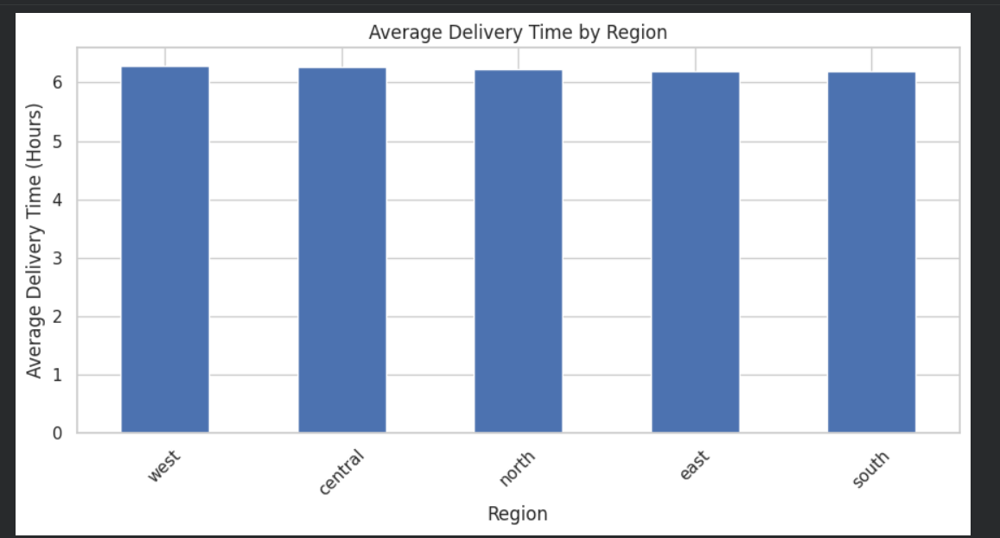 Average Delivery Time by Region
Average Delivery Time (Hours)
6
5
4
3
2
1
0
west
central
north
east
south
Region